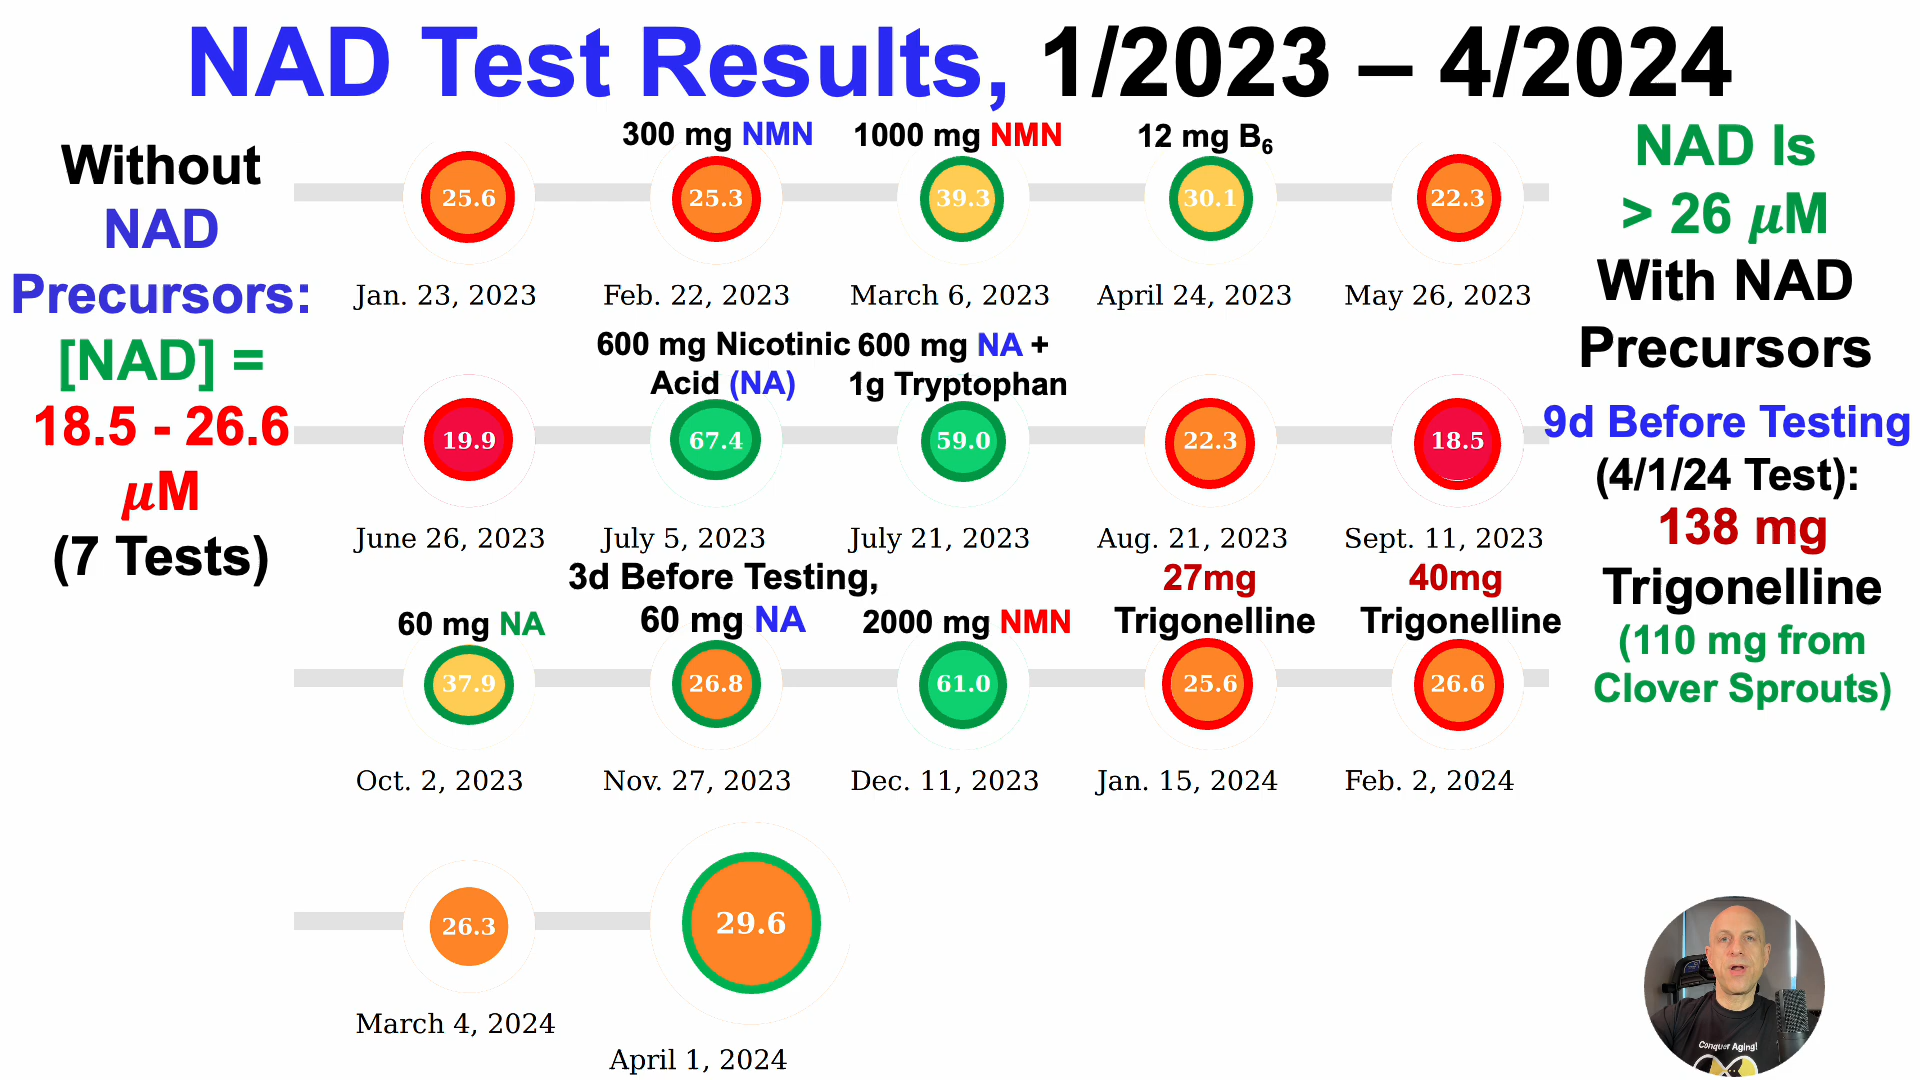 NAD Test Results, 1/2023 – 4/2024
Without
NAD
Precursors:
[NAD] =
18.5 - 26.6
μM
(7 Tests)
300 mg NMN
1000 mg NMN
12 mg B₆
25.6
25.3
39.3
30.1
22.3
Jan. 23, 2023
Feb. 22, 2023
March 6, 2023
April 24, 2023
May 26, 2023
600 mg Nicotinic
Acid (NA)
600 mg NA +
1g Tryptophan
19.9
67.4
59.0
22.3
18.5
June 26, 2023
July 5, 2023
July 21, 2023
Aug. 21, 2023
Sept. 11, 2023
60 mg NA
3d Before Testing,
60 mg NA
2000 mg NMN
27mg
Trigonelline
40mg
Trigonelline
37.9
26.8
61.0
25.6
26.6
Oct. 2, 2023
Nov. 27, 2023
Dec. 11, 2023
Jan. 15, 2024
Feb. 2, 2024
26.3
29.6
March 4, 2024
April 1, 2024
NAD Is
> 26 μM
With NAD
Precursors
9d Before Testing
(4/1/24 Test):
138 mg
Trigonelline
(110 mg from
Clover Sprouts)
Conquer Aging!